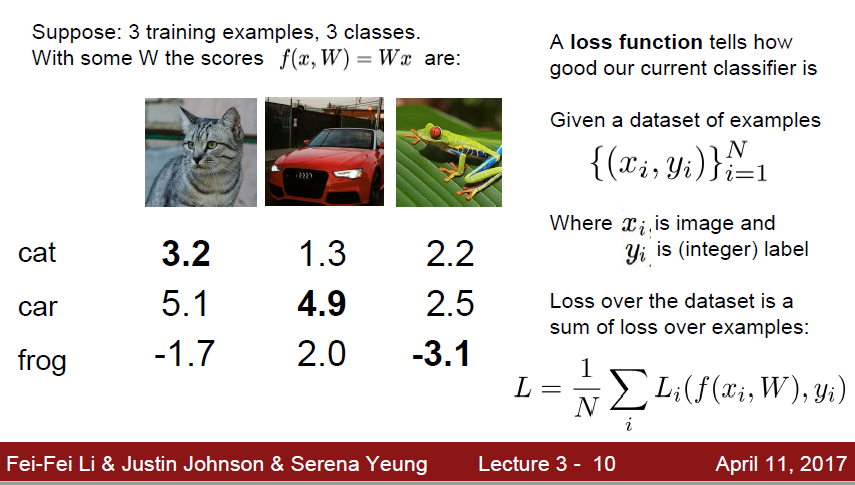 Suppose: 3 training examples, 3 classes.
With some W the scores f(x, W) = Wx are:
cat 3.2 1.3 2.2
car 5.1 4.9 2.5
frog -1.7 2.0 -3.1
A loss function tells how
good our current classifier is
Given a dataset of examples
{(x_i, y_i)}_{i=1}^N
Where x_i is image and
y_i is (integer) label
Loss over the dataset is a
sum of loss over examples:
L = \frac{1}{N} \sum_i L_i(f(x_i, W), y_i)
Fei-Fei Li & Justin Johnson & Serena Yeung Lecture 3 - 10 April 11, 2017